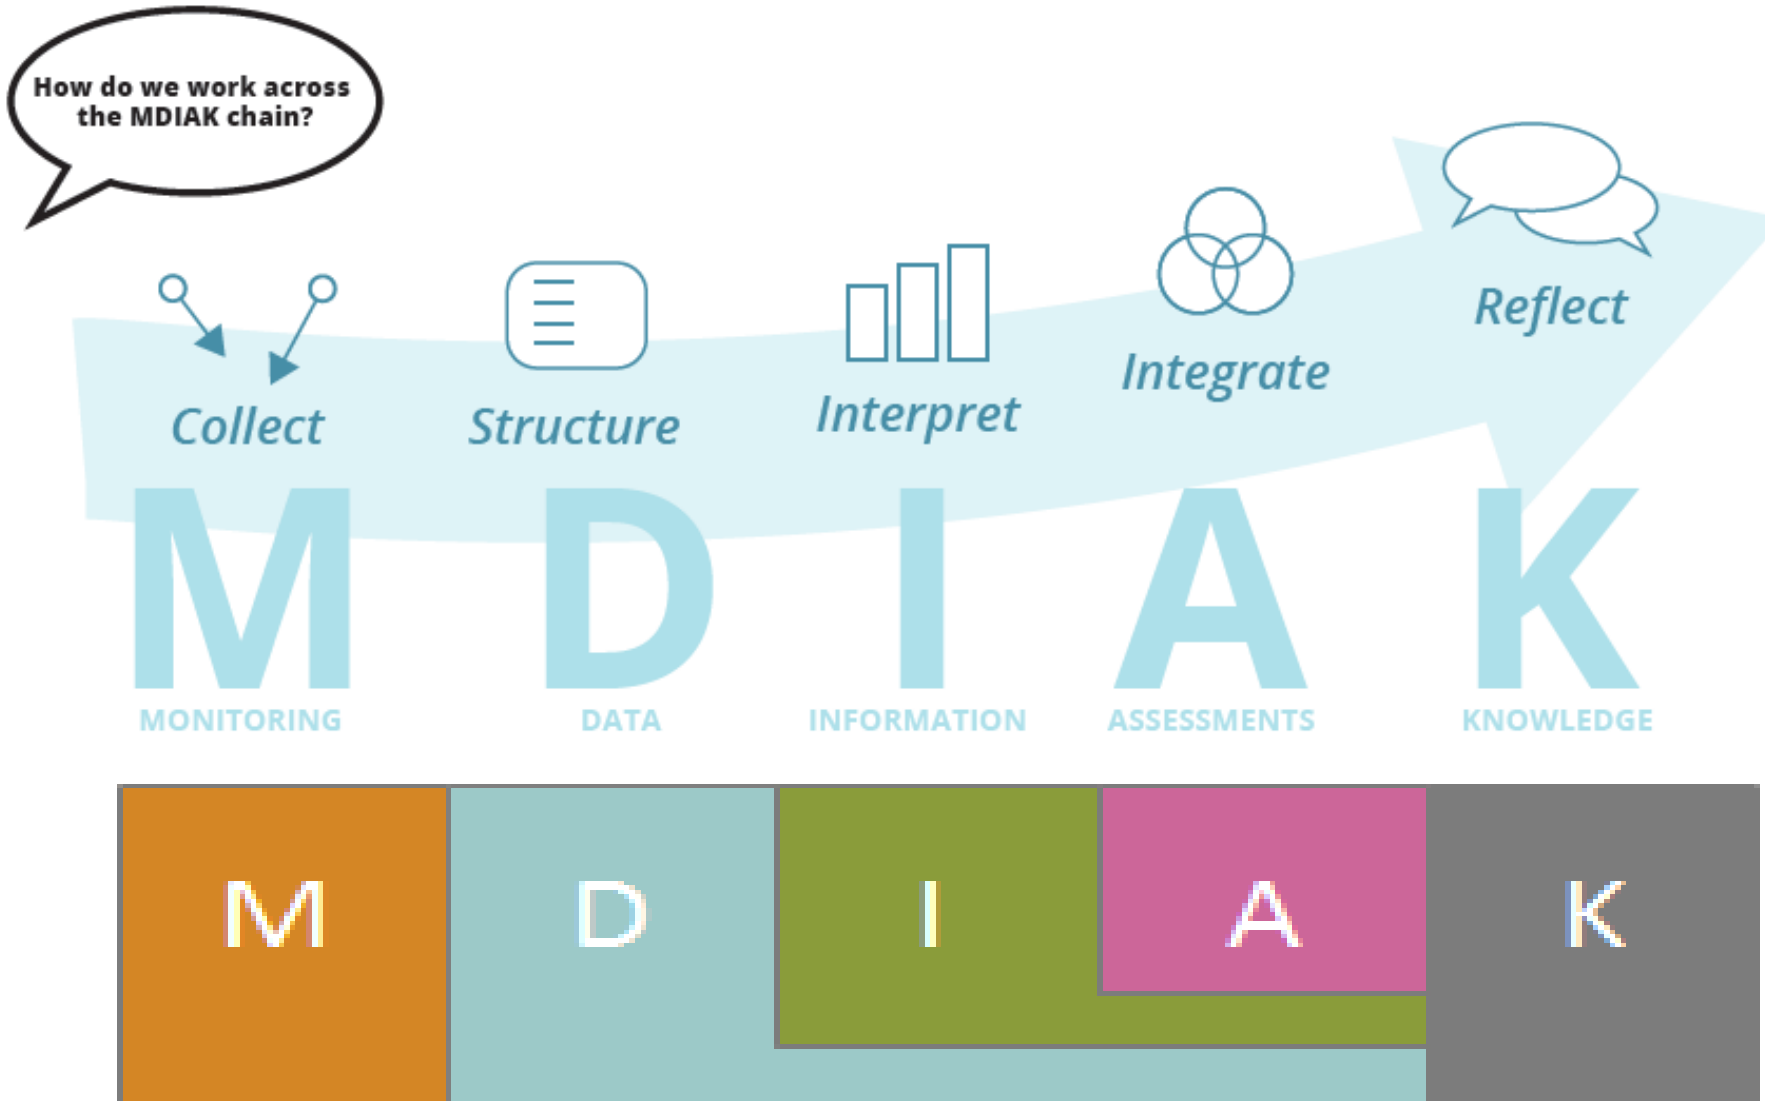 How do we work across
the MDIAK chain?
Collect
Structure
Interpret
Integrate
Reflect
M D I A K
MONITORING DATA INFORMATION ASSESSMENTS KNOWLEDGE
M D I A K